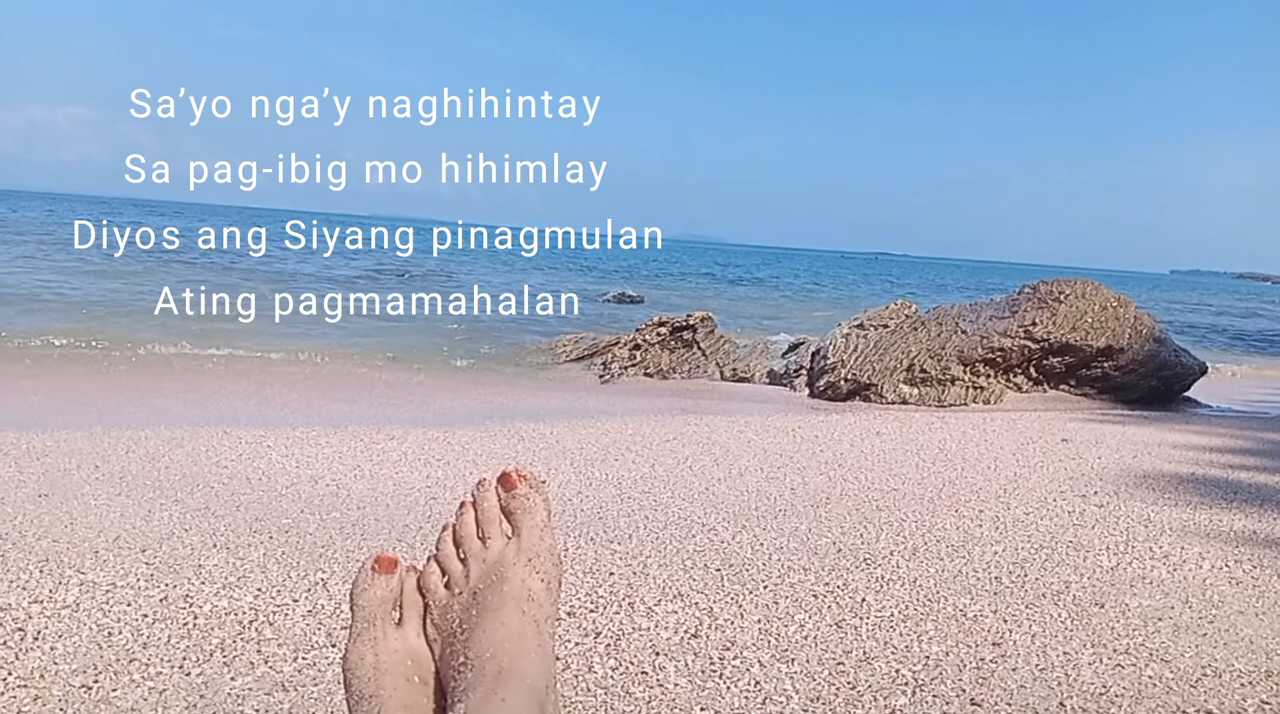 Sa’yo nga’y naghihintay
Sa pag-ibig mo hihimlay
Diyos ang Siyang pinagmulan
Ating pagmamahalan